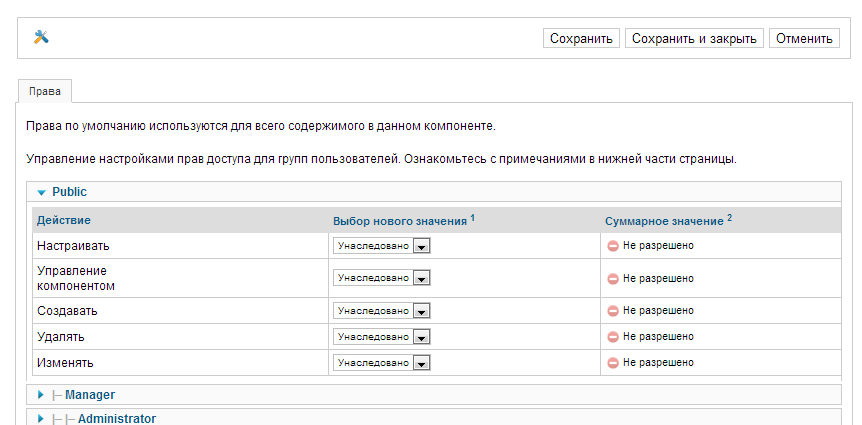 Сохранить Сохранить и закрыть Отменить
Права
Права по умолчанию используются для всего содержимого в данном компоненте.
Управление настройками прав доступа для групп пользователей. Ознакомьтесь с примечаниями в нижней части страницы.
Public
Действие Выбор нового значения 1 Суммарное значение 2
Настраивать Унаследовано Не разрешено
Управление
компонентом Унаследовано Не разрешено
Создавать Унаследовано Не разрешено
Удалять Унаследовано Не разрешено
Изменять Унаследовано Не разрешено
|– Manager
|– |– Administrator